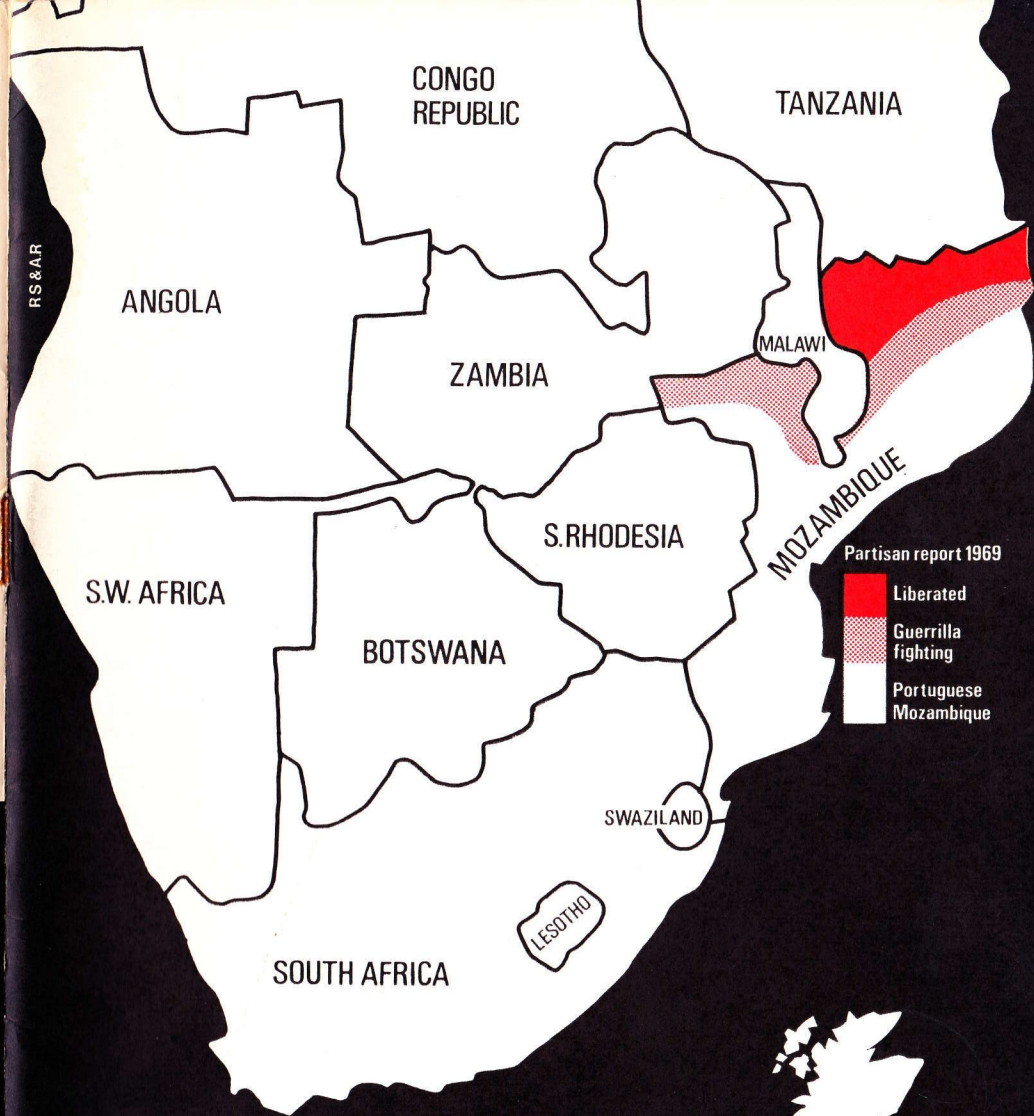 CONGO
REPUBLIC
TANZANIA
RS & A.R
ANGOLA
MALAWI
ZAMBIA
MOZAMBIQUE
S.RHODESIA
Partisan report 1969
Liberated
Guerrilla
fighting
Portuguese
Mozambique
S.W. AFRICA
BOTSWANA
SWAZILAND
LESOTHO
SOUTH AFRICA